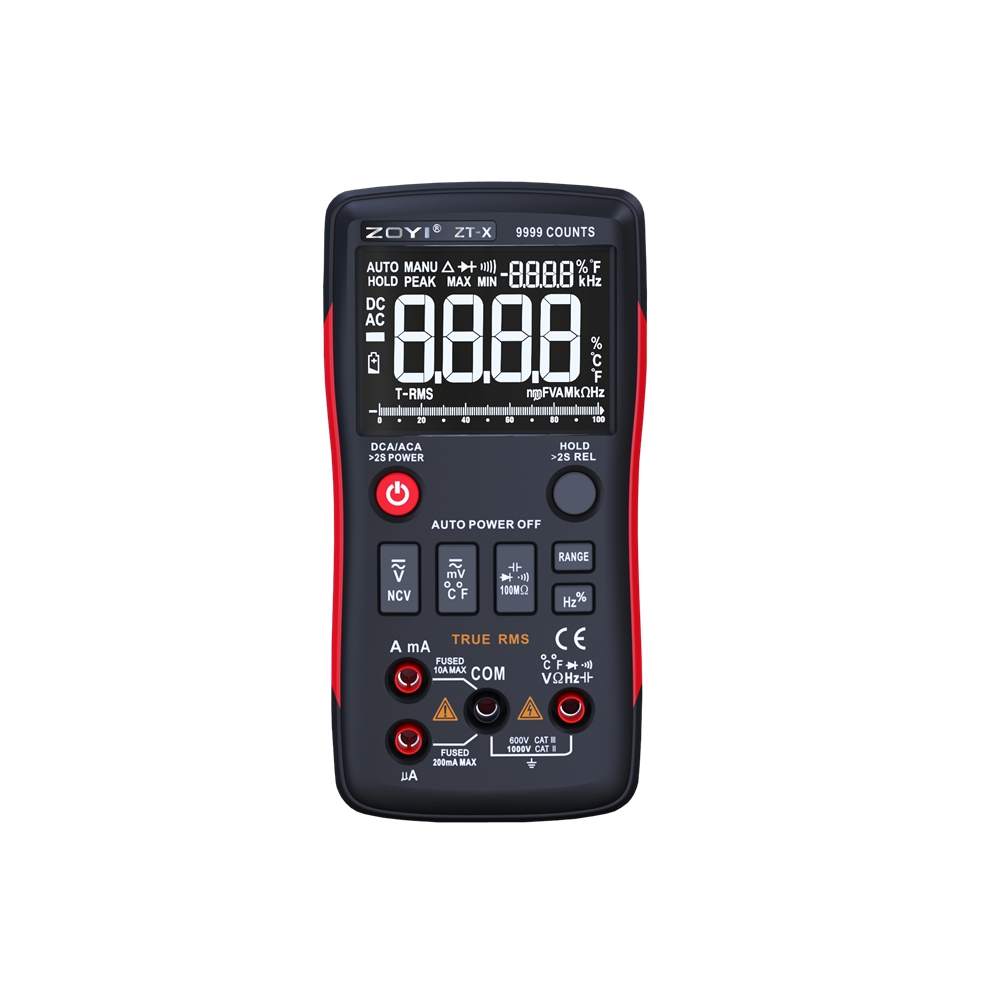 ZOYI® ZT-X 9999 COUNTS
AUTO MANU △ -8.8.8.8 % °F
HOLD PEAK MAX MIN kHz
DC
AC
8.8.8.8
%
°C
°F
T-RMS FVAMkΩHz
0 20 40 60 80 100
DCA/ACA HOLD
>2S POWER >2S REL
AUTO POWER OFF
V
NCV
mV
°C °F
100MΩ
RANGE
Hz%
TRUE RMS CE
A mA
FUSED
10A MAX
COM
°C °F
VΩHz
600V CAT III
1000V CAT II
FUSED
200mA MAX
μA